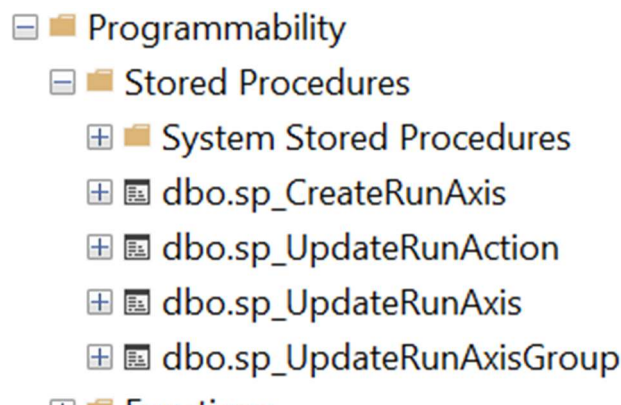 Programmability
Stored Procedures
System Stored Procedures
dbo.sp_CreateRunAxis
dbo.sp_UpdateRunAction
dbo.sp_UpdateRunAxis
dbo.sp_UpdateRunAxisGroup